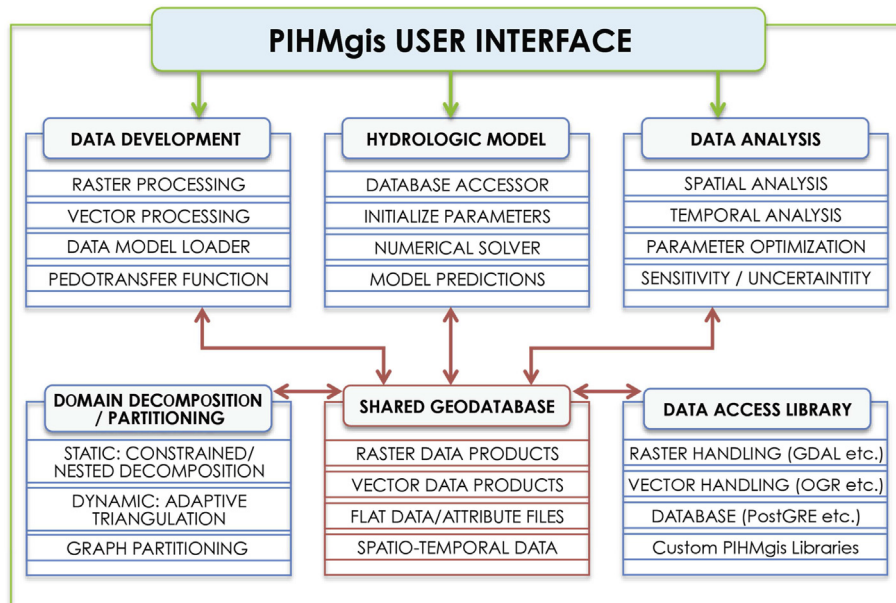 PIHMgis USER INTERFACE
DATA DEVELOPMENT
RASTER PROCESSING
VECTOR PROCESSING
DATA MODEL LOADER
PEDOTRANSFER FUNCTION
HYDROLOGIC MODEL
DATABASE ACCESSOR
INITIALIZE PARAMETERS
NUMERICAL SOLVER
MODEL PREDICTIONS
DATA ANALYSIS
SPATIAL ANALYSIS
TEMPORAL ANALYSIS
PARAMETER OPTIMIZATION
SENSITIVITY / UNCERTAINTITY
DOMAIN DECOMPOSITION
/ PARTITIONING
STATIC: CONSTRAINED/
NESTED DECOMPOSITION
DYNAMIC: ADAPTIVE
TRIANGULATION
GRAPH PARTITIONING
SHARED GEODATABASE
RASTER DATA PRODUCTS
VECTOR DATA PRODUCTS
FLAT DATA/ATTRIBUTE FILES
SPATIO-TEMPORAL DATA
DATA ACCESS LIBRARY
RASTER HANDLING (GDAL etc.)
VECTOR HANDLING (OGR etc.)
DATABASE (PostGRE etc.)
Custom PIHMgis Libraries